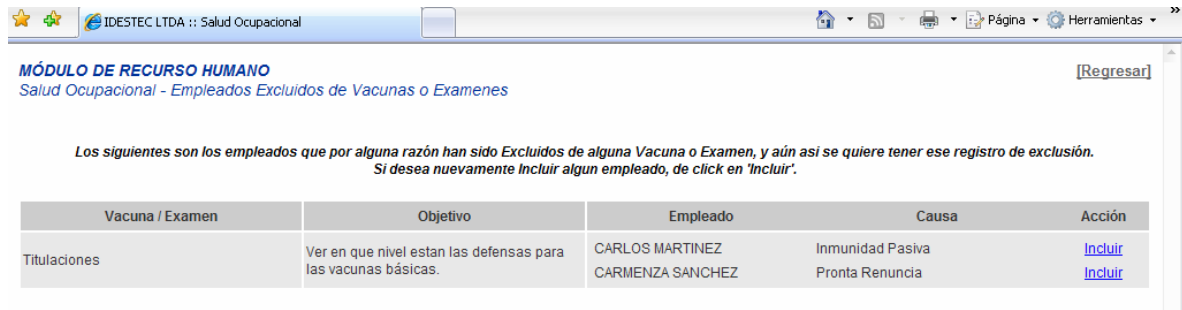 IDESTEC LTDA :: Salud Ocupacional
Página
Herramientas
»
MÓDULO DE RECURSO HUMANO
[Regresar]
Salud Ocupacional - Empleados Excluidos de Vacunas o Examenes
Los siguientes son los empleados que por alguna razón han sido Excluidos de alguna Vacuna o Examen, y aún asi se quiere tener ese registro de exclusión.
Si desea nuevamente Incluir algun empleado, de click en 'Incluir'.
Vacuna / Examen Objetivo Empleado Causa Acción
Titulaciones
Ver en que nivel estan las defensas para
las vacunas básicas.
CARLOS MARTINEZ Inmunidad Pasiva Incluir
CARMENZA SANCHEZ Pronta Renuncia Incluir